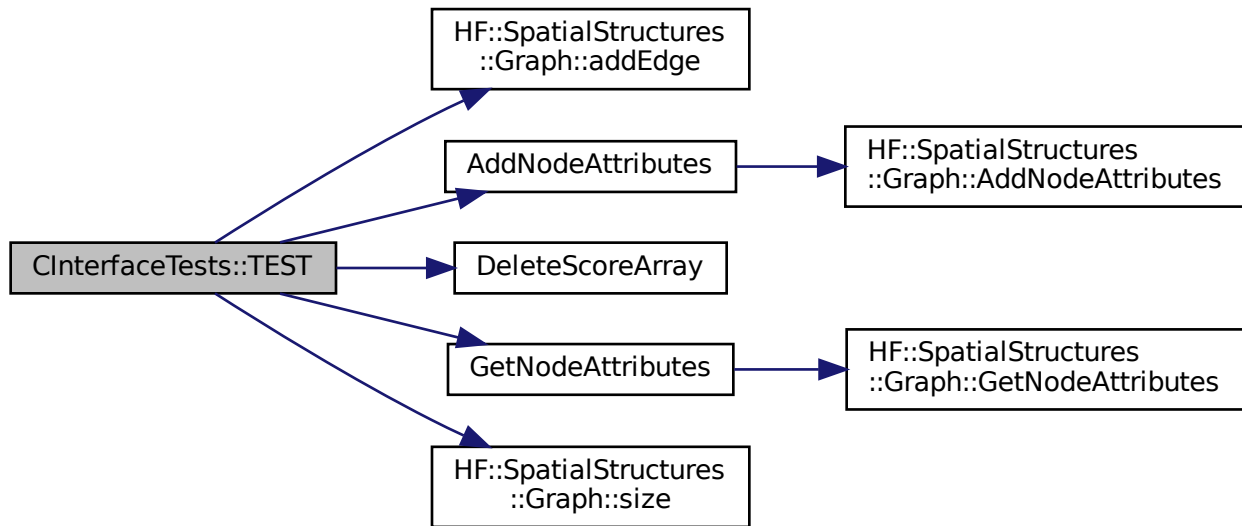 HF::SpatialStructures
::Graph::addEdge
AddNodeAttributes
HF::SpatialStructures
::Graph::AddNodeAttributes
CInterfaceTests::TEST
DeleteScoreArray
GetNodeAttributes
HF::SpatialStructures
::Graph::GetNodeAttributes
HF::SpatialStructures
::Graph::size